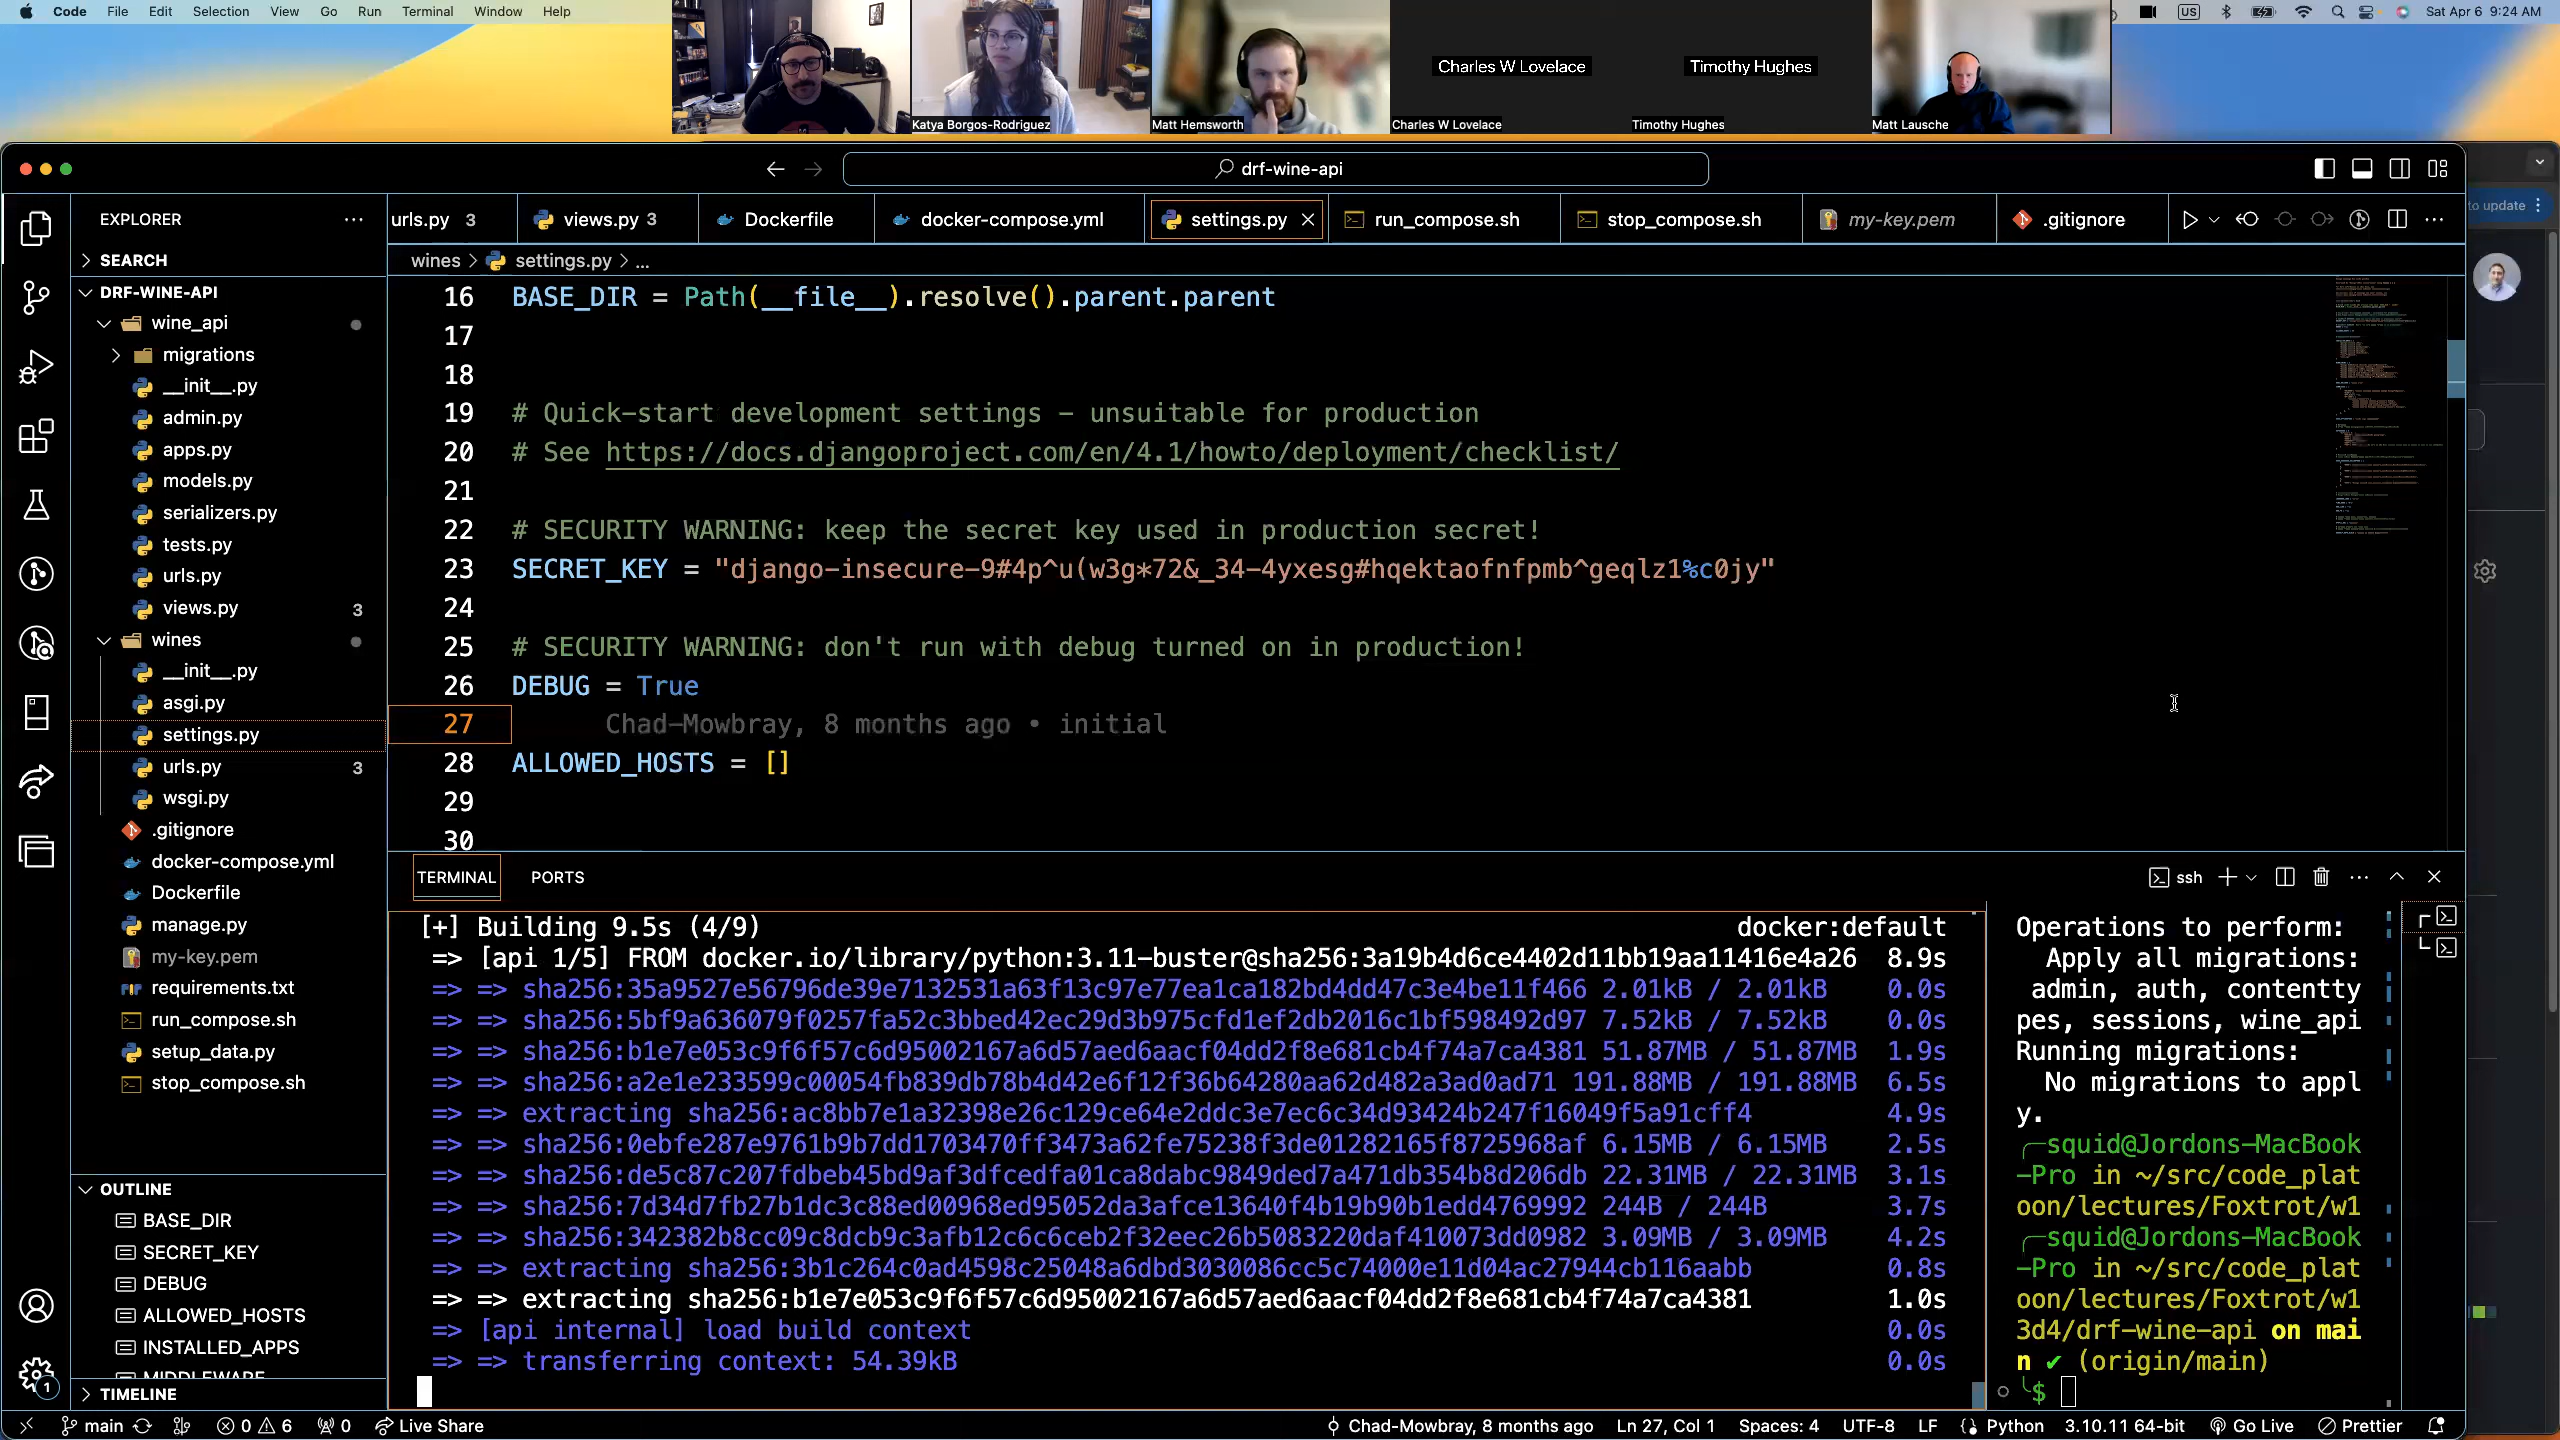 Code File Edit Selection View Go Run Terminal Window Help
US Sat Apr 6 9:24 AM
Charles W Lovelace
Timothy Hughes
Katya Borgos-Rodriguez
Matt Hemsworth
Charles W Lovelace
Timothy Hughes
Matt Lausche
drf-wine-api
to update
EXPLORER
urls.py 3
views.py 3
Dockerfile
docker-compose.yml
settings.py
run_compose.sh
stop_compose.sh
my-key.pem
.gitignore
SEARCH
DRF-WINE-API
wine_api
migrations
__init__.py
admin.py
apps.py
models.py
serializers.py
tests.py
urls.py
views.py 3
wines
__init__.py
asgi.py
settings.py
urls.py 3
wsgi.py
.gitignore
docker-compose.yml
Dockerfile
manage.py
my-key.pem
requirements.txt
run_compose.sh
setup_data.py
stop_compose.sh
OUTLINE
BASE_DIR
SECRET_KEY
DEBUG
ALLOWED_HOSTS
INSTALLED_APPS
MIDDLEWARE
TIMELINE
wines > settings.py > ...
16 BASE_DIR = Path(__file__).resolve().parent.parent
17
18
19 # Quick-start development settings - unsuitable for production
20 # See https://docs.djangoproject.com/en/4.1/howto/deployment/checklist/
21
22 # SECURITY WARNING: keep the secret key used in production secret!
23 SECRET_KEY = "django-insecure-9#4p^u(w3g*72&_34-4yxesg#hqektaofnfpmb^geqlz1%c0jy"
24
25 # SECURITY WARNING: don't run with debug turned on in production!
26 DEBUG = True
27 Chad-Mowbray, 8 months ago • initial
28 ALLOWED_HOSTS = []
29
30
TERMINAL PORTS
ssh
[+] Building 9.5s (4/9) docker:default
=> [api 1/5] FROM docker.io/library/python:3.11-buster@sha256:3a19b4d6ce4402d11bb19aa11416e4a26 8.9s
=> => sha256:35a9527e56796de39e7132531a63f13c97e77ea1ca182bd4dd47c3e4be11f466 2.01kB / 2.01kB 0.0s
=> => sha256:5bf9a636079f0257fa52c3bbed42ec29d3b975cfd1ef2db2016c1bf598492d97 7.52kB / 7.52kB 0.0s
=> => sha256:b1e7e053c9f6f57c6d95002167a6d57aed6aacf04dd2f8e681cb4f74a7ca4381 51.87MB / 51.87MB 1.9s
=> => sha256:a2e1e233599c00054fb839db78b4d42e6f12f36b64280aa62d482a3ad0ad71 191.88MB / 191.88MB 6.5s
=> => extracting sha256:ac8bb7e1a32398e26c129ce64e2ddc3e7ec6c34d93424b247f16049f5a91cff4 4.9s
=> => sha256:0ebfe287e9761b9b7dd1703470ff3473a62fe75238f3de01282165f8725968af 6.15MB / 6.15MB 2.5s
=> => sha256:de5c87c207fdbeb45bd9af3dfcedfa01ca8dabc9849ded7a471db354b8d206db 22.31MB / 22.31MB 3.1s
=> => sha256:7d34d7fb27b1dc3c88ed00968ed95052da3afce13640f4b19b90b1edd4769992 244B / 244B 3.7s
=> => sha256:342382b8cc09c8dcb9c3afb12c6c6ceb2f32eec26b5083220daf410073dd0982 3.09MB / 3.09MB 4.2s
=> => extracting sha256:3b1c264c0ad4598c25048a6dbd3030086cc5c74000e11d04ac27944cb116aabb 0.8s
=> => extracting sha256:b1e7e053c9f6f57c6d95002167a6d57aed6aacf04dd2f8e681cb4f74a7ca4381 1.0s
=> [api internal] load build context 0.0s
=> => transferring context: 54.39kB 0.0s
Operations to perform:
Apply all migrations:
admin, auth, contentty
pes, sessions, wine_api
Running migrations:
No migrations to appl
y.
squid@Jordons-MacBook
-Pro in ~/src/code_plat
oon/lectures/Foxtrot/w1
squid@Jordons-MacBook
-Pro in ~/src/code_plat
oon/lectures/Foxtrot/w1
3d4/drf-wine-api on mai
n ✔ (origin/main)
$
1
main 0 6 0 Live Share Chad-Mowbray, 8 months ago Ln 27, Col 1 Spaces: 4 UTF-8 LF Python 3.10.11 64-bit Go Live Prettier